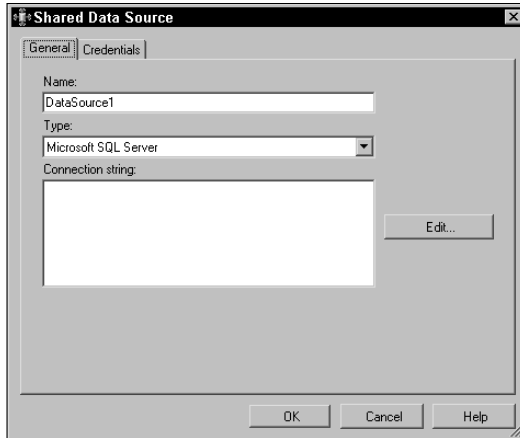 Shared Data Source
General Credentials
Name:
DataSource1
Type:
Microsoft SQL Server
Connection string:
Edit...
OK Cancel Help